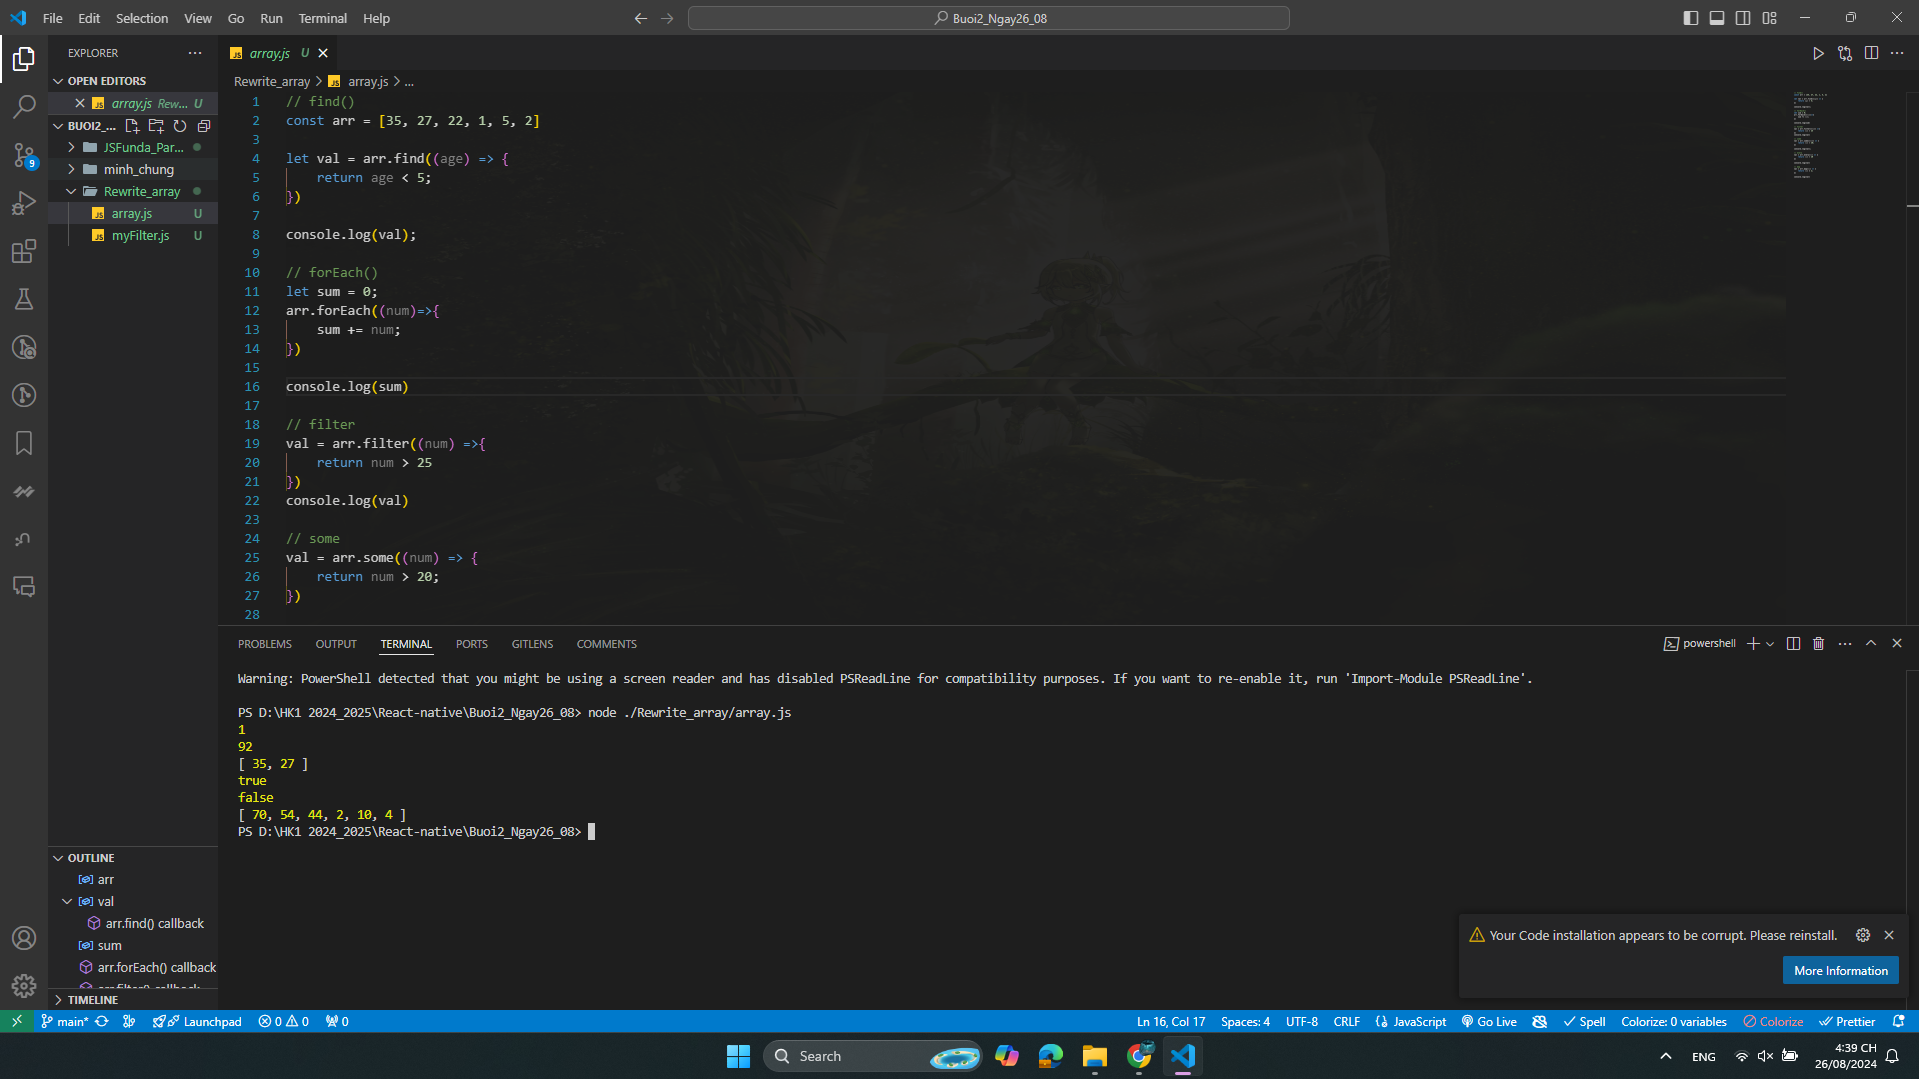 File Edit Selection View Go Run Terminal Help
Buoi2_Ngay26_08
EXPLORER
OPEN EDITORS
array.js Rew... U
BUOI2_...
JSFunda_Par...
minh_chung
Rewrite_array
array.js U
myFilter.js U
array.js U
Rewrite_array > array.js > ...
1 // find()
2 const arr = [35, 27, 22, 1, 5, 2]
3
4 let val = arr.find((age) => {
5 return age < 5;
6 })
7
8 console.log(val);
9
10 // forEach()
11 let sum = 0;
12 arr.forEach((num)=>{
13 sum += num;
14 })
15
16 console.log(sum)
17
18 // filter
19 val = arr.filter((num) =>{
20 return num > 25
21 })
22 console.log(val)
23
24 // some
25 val = arr.some((num) => {
26 return num > 20;
27 })
28
PROBLEMS OUTPUT TERMINAL PORTS GITLENS COMMENTS
powershell
Warning: PowerShell detected that you might be using a screen reader and has disabled PSReadLine for compatibility purposes. If you want to re-enable it, run 'Import-Module PSReadLine'.
PS D:\HK1 2024_2025\React-native\Buoi2_Ngay26_08> node ./Rewrite_array/array.js
1
92
[ 35, 27 ]
true
false
[ 70, 54, 44, 2, 10, 4 ]
PS D:\HK1 2024_2025\React-native\Buoi2_Ngay26_08>
9
OUTLINE
arr
val
arr.find() callback
sum
arr.forEach() callback
arr.filter() callback
TIMELINE
Your Code installation appears to be corrupt. Please reinstall.
More Information
main* Launchpad 0 0 0
Ln 16, Col 17 Spaces: 4 UTF-8 CRLF JavaScript Go Live Spell Colorize: 0 variables Colorize Prettier
Search
ENG
4:39 CH
26/08/2024